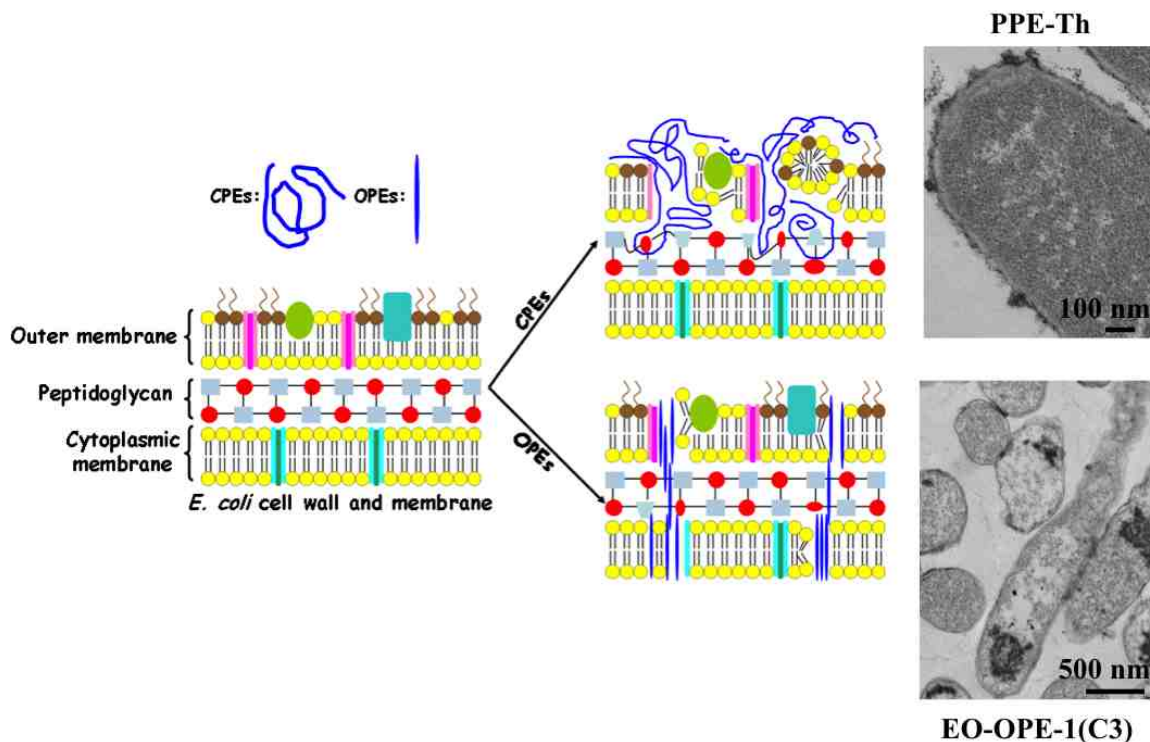 PPE-Th
CPEs:
OPEs:
100 nm
CPEs
Outer membrane
Peptidoglycan
Cytoplasmic
membrane
OPEs
E. coli cell wall and membrane
500 nm
EO-OPE-1(C3)